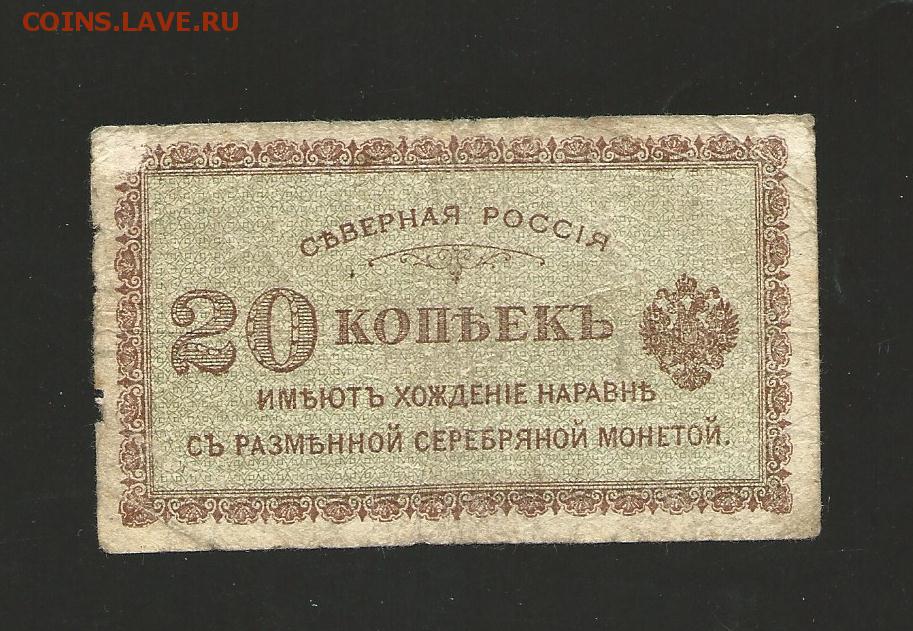 COINS.LAVE.RU
СѢВЕРНАЯ РОССІЯ
20 КОПѢЕКЪ
ИМѢЮТЪ ХОЖДЕНІЕ НАРАВНѢ
СЪ РАЗМѢННОЙ СЕРЕБРЯНОЙ МОНЕТОЙ.